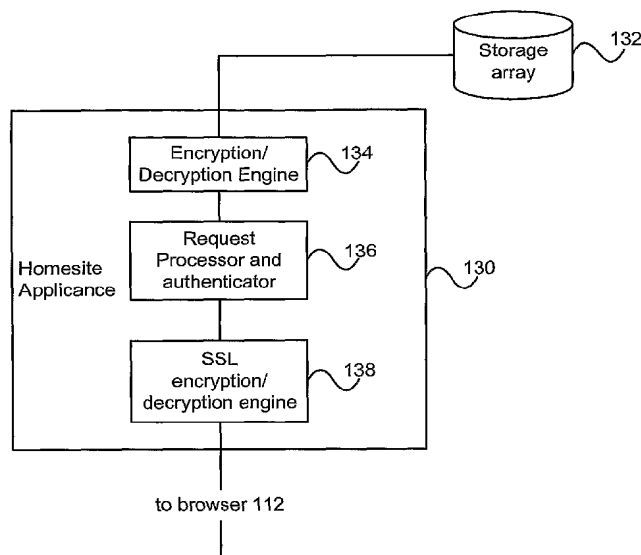 Storage
array
132
Encryption/
Decryption Engine
134
Request
Processor and
authenticator
136
Homesite
Applicance
130
SSL
encryption/
decryption engine
138
to browser 112